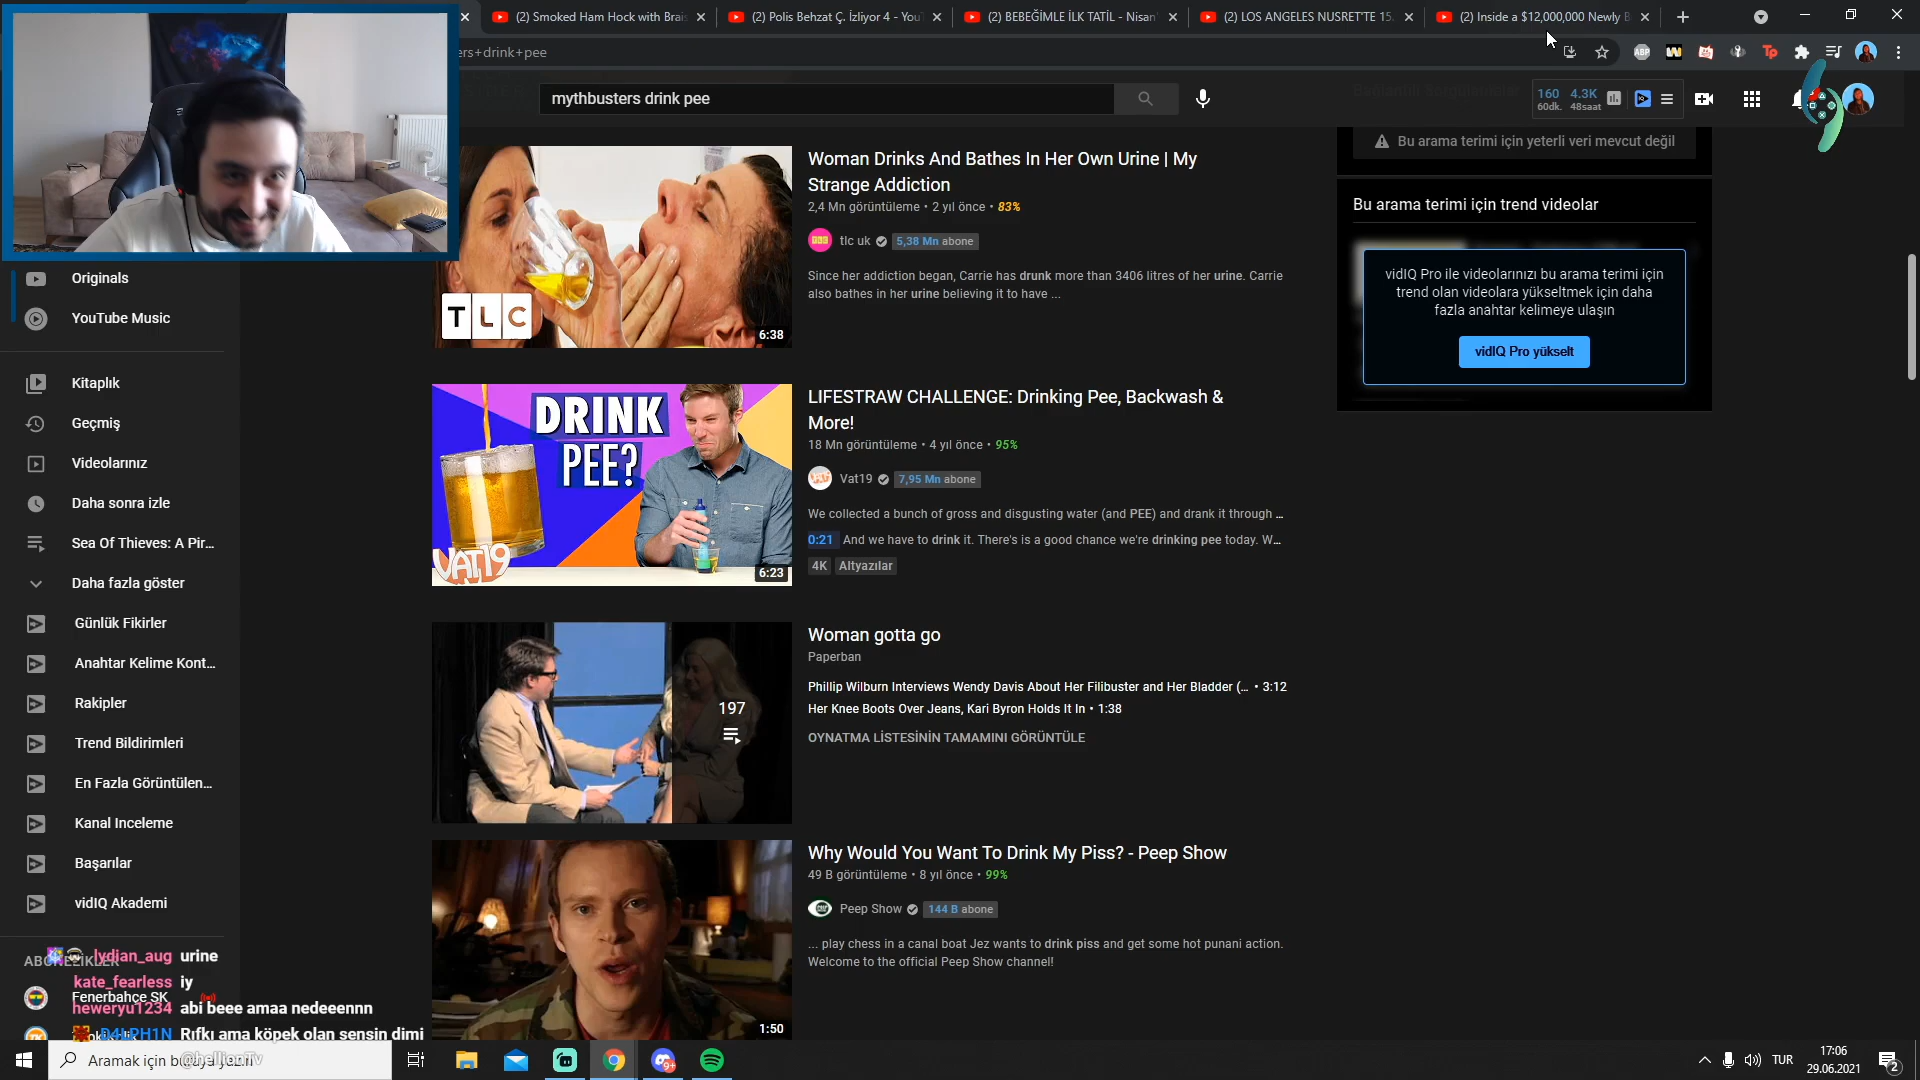 (2) Smoked Ham Hock with Brais
(2) Polis Behzat Ç. İzliyor 4 - You
(2) BEBEĞİMLE İLK TATİL - Nisan
(2) LOS ANGELES NUSRET'TE 15.
(2) Inside a $12,000,000 Newly B
ers+drink+pee
mythbusters drink pee
160 4.3K
60dk. 48saat
Bu arama terimi için yeterli veri mevcut değil
Woman Drinks And Bathes In Her Own Urine | My
Strange Addiction
2,4 Mn görüntüleme • 2 yıl önce • 83%
tlc uk 5,38 Mn abone
Since her addiction began, Carrie has drunk more than 3406 litres of her urine. Carrie
also bathes in her urine believing it to have ...
TLC
6:38
Bu arama terimi için trend videolar
vidIQ Pro ile videolarınızı bu arama terimi için
trend olan videolara yükseltmek için daha
fazla anahtar kelimeye ulaşın
vidIQ Pro yükselt
Originals
YouTube Music
Kitaplık
Geçmiş
Videolarınız
Daha sonra izle
Sea Of Thieves: A Pir...
Daha fazla göster
Günlük Fikirler
Anahtar Kelime Kont...
Rakipler
Trend Bildirimleri
En Fazla Görüntülen...
Kanal Inceleme
Başarılar
vidIQ Akademi
DRINK
PEE?
VAT19
6:23
LIFESTRAW CHALLENGE: Drinking Pee, Backwash &
More!
18 Mn görüntüleme • 4 yıl önce • 95%
Vat19 7,95 Mn abone
We collected a bunch of gross and disgusting water (and PEE) and drank it through ...
0:21 And we have to drink it. There's is a good chance we're drinking pee today. W...
4K Altyazılar
197
Woman gotta go
Paperban
Phillip Wilburn Interviews Wendy Davis About Her Filibuster and Her Bladder (... • 3:12
Her Knee Boots Over Jeans, Kari Byron Holds It In • 1:38
OYNATMA LİSTESİNİN TAMAMINI GÖRÜNTÜLE
Why Would You Want To Drink My Piss? - Peep Show
49 B görüntüleme • 8 yıl önce • 99%
Peep Show 144 B abone
... play chess in a canal boat Jez wants to drink piss and get some hot punani action.
Welcome to the official Peep Show channel!
1:50
lydian_aug urine
kate_fearless iy
Fenerbahçe SK
heweryu1234 abi beee amaa nedeeennn
D4LPH1N Rıfkı ama köpek olan sensin dimi
Aramak için buraya yazın
@hellionTv
9+
TUR
17:06
29.06.2021
2